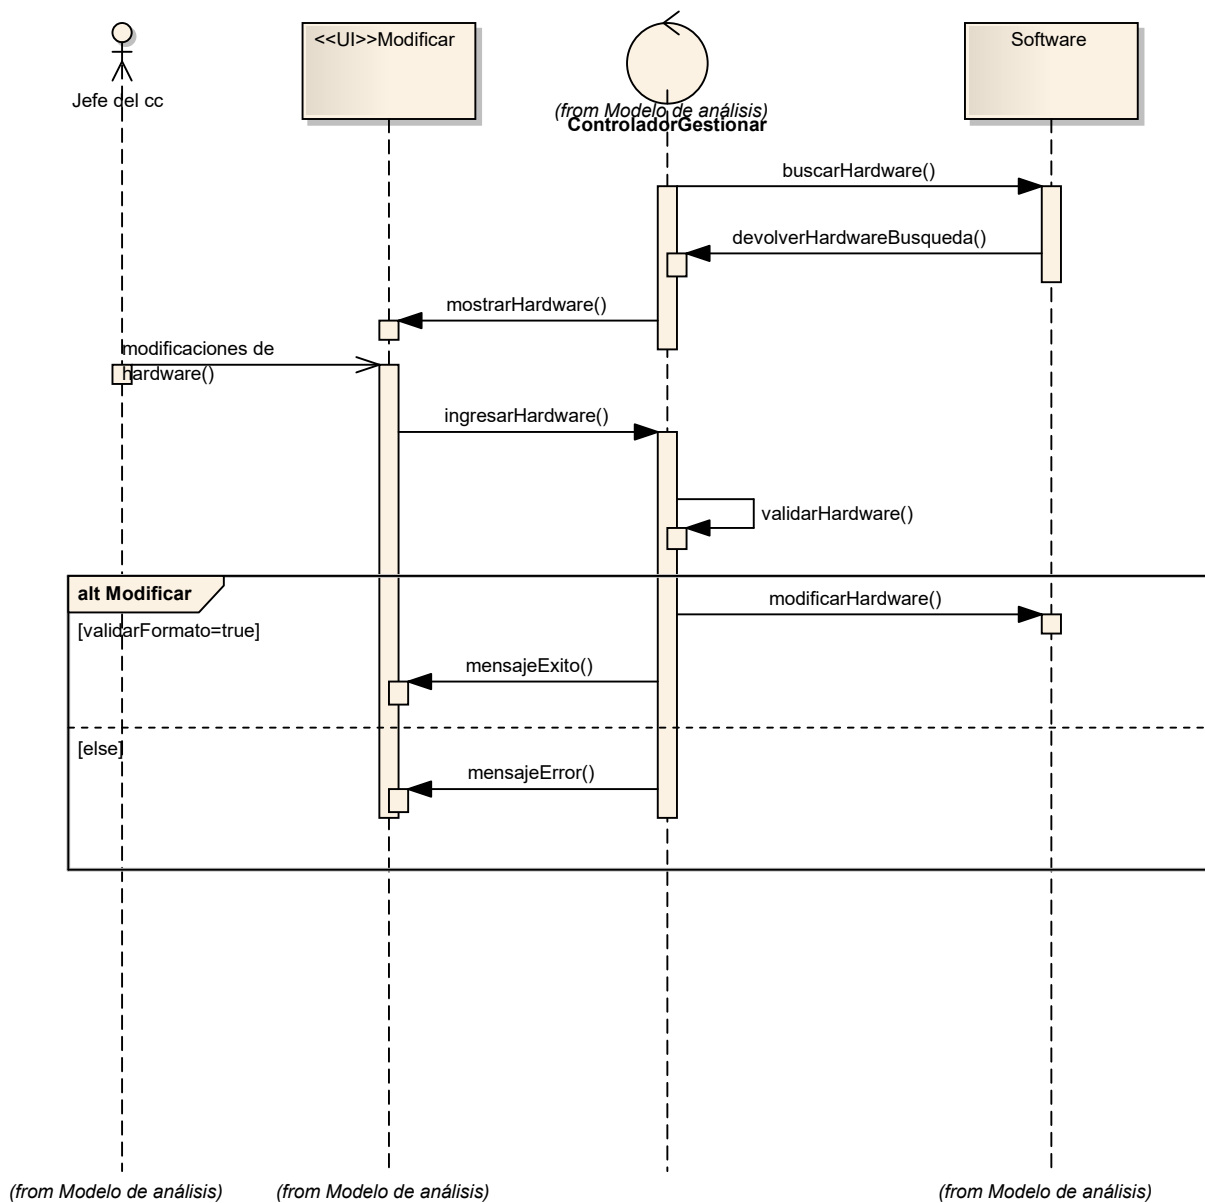 <<UI>>Modificar
Software
Jefe del cc
(from Modelo de análisis)
ControladorGestionar
buscarHardware()
devolverHardwareBusqueda()
mostrarHardware()
modificaciones de
hardware()
ingresarHardware()
validarHardware()
alt Modificar
modificarHardware()
[validarFormato=true]
mensajeExito()
[else]
mensajeError()
(from Modelo de análisis)
(from Modelo de análisis)
(from Modelo de análisis)